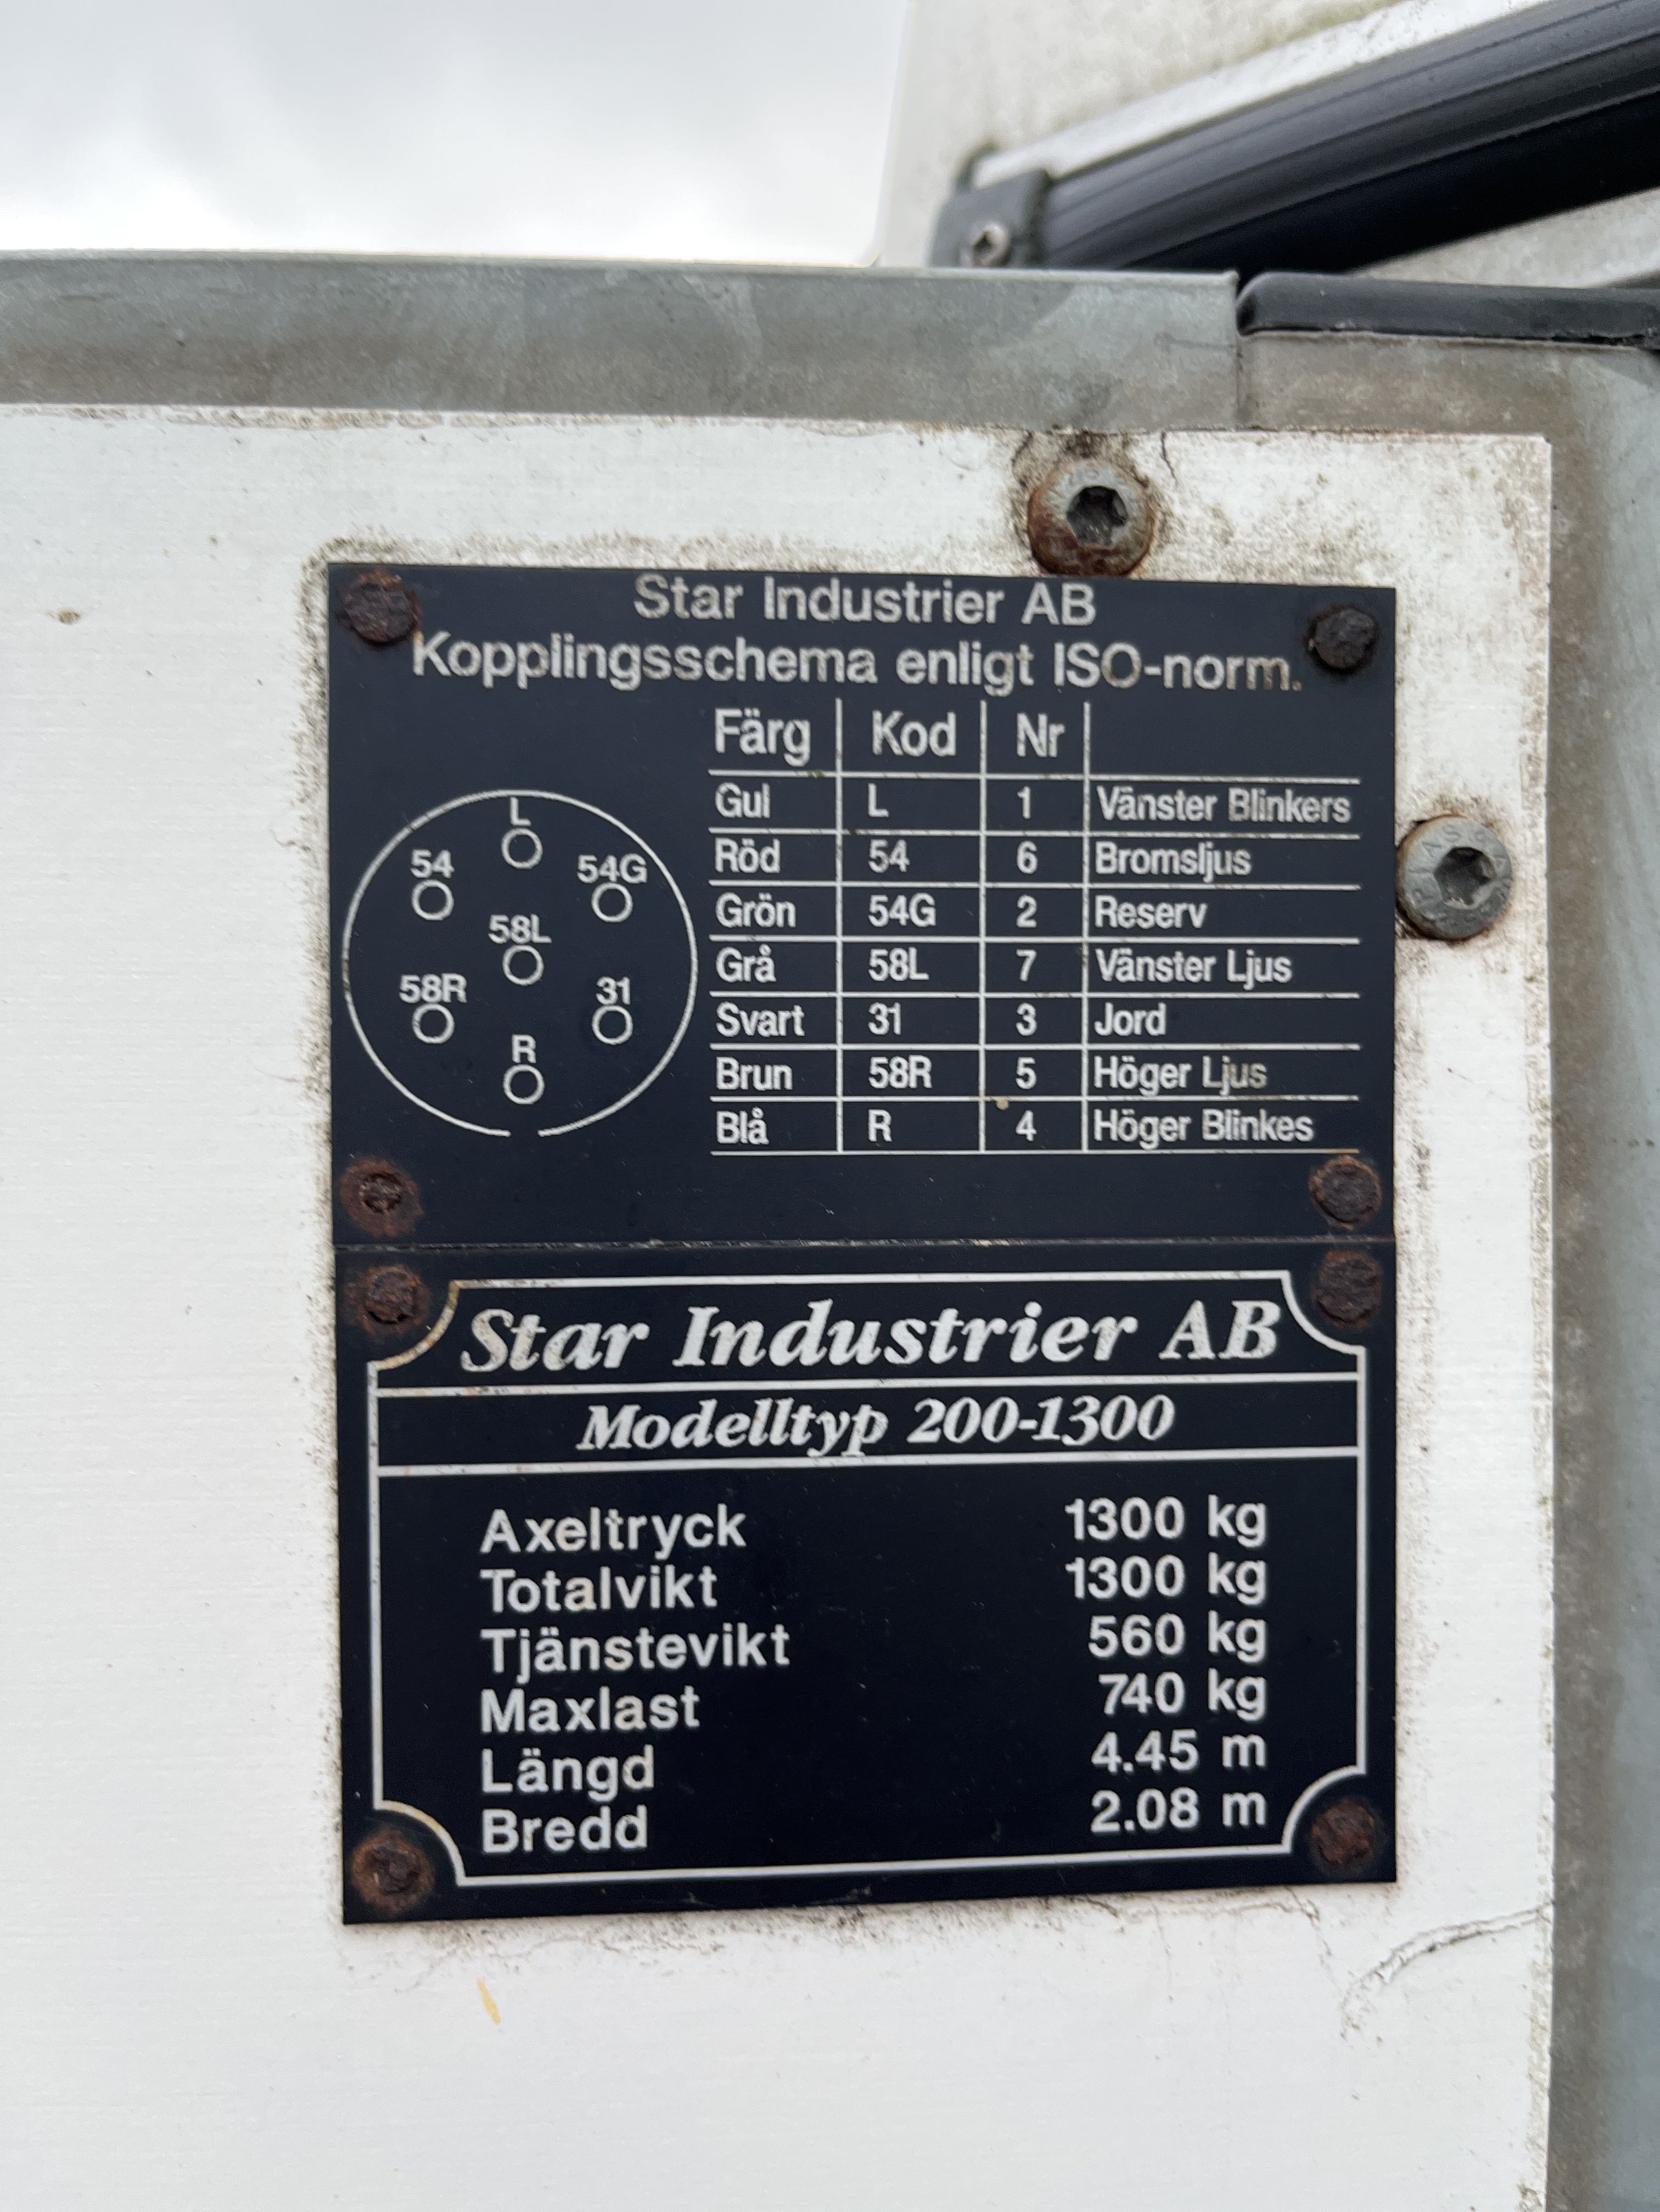 Star Industrier AB
Kopplingsschema enligt ISO-norm.
Färg Kod Nr
Gul L 1 Vänster Blinkers
Röd 54 6 Bromsljus
Grön 54G 2 Reserv
Grå 58L 7 Vänster Ljus
Svart 31 3 Jord
Brun 58R 5 Höger Ljus
Blå R 4 Höger Blinkes
L
54 54G
58L
58R 31
R
Star Industrier AB
Modelltyp 200-1300
Axeltryck 1300 kg
Totalvikt 1300 kg
Tjänstevikt 560 kg
Maxlast 740 kg
Längd 4.45 m
Bredd 2.08 m